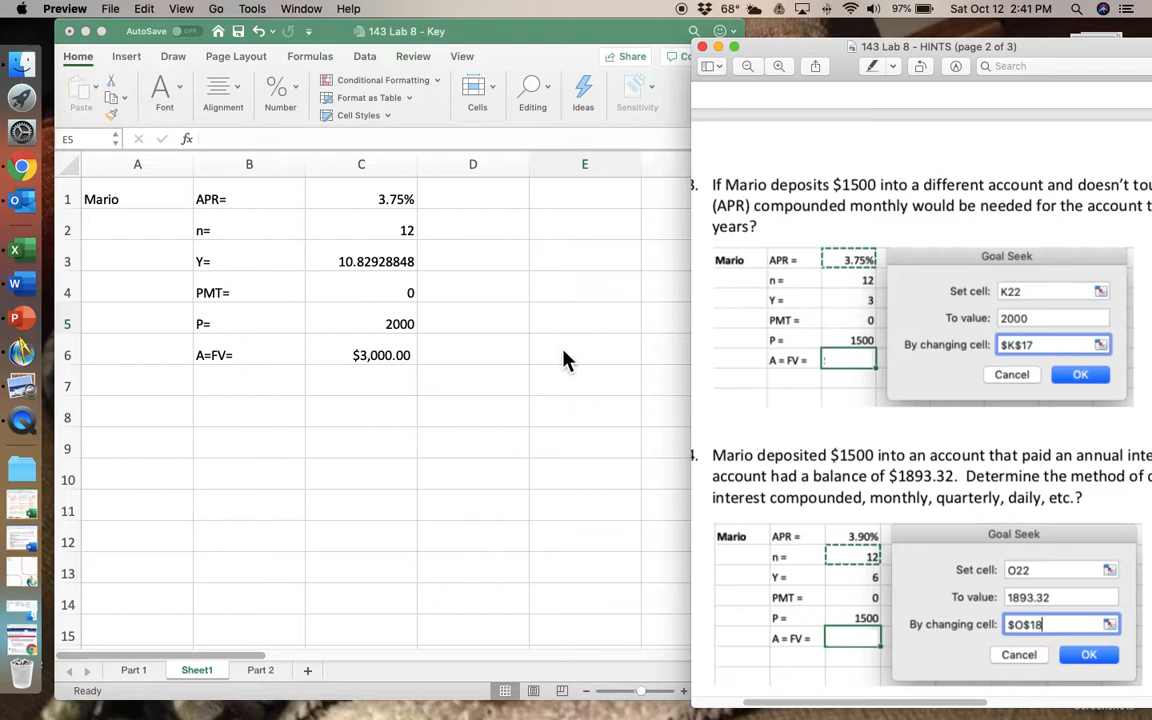 Preview File Edit View Go Tools Window Help 68° 97% Sat Oct 12 2:41 PM
AutoSave OFF 143 Lab 8 - Key
Home Insert Draw Page Layout Formulas Data Review View Share Co
Paste Font Alignment Number Conditional Formatting Format as Table Cell Styles Cells Editing Ideas Sensitivity
E5 fx
A B C D E
1 Mario APR= 3.75%
2 n= 12
3 Y= 10.82928848
4 PMT= 0
5 P= 2000
6 A=FV= $3,000.00
7
8
9
10
11
12
13
14
15
Part 1 Sheet1 Part 2 +
Ready
143 Lab 8 - HINTS (page 2 of 3)
Search
3. If Mario deposits $1500 into a different account and doesn't tou
(APR) compounded monthly would be needed for the account t
years?
Mario APR = 3.75%
n = 12
Y = 3
PMT = 0
P = 1500
A = FV =
Goal Seek
Set cell: K22
To value: 2000
By changing cell: $K$17
Cancel OK
4. Mario deposited $1500 into an account that paid an annual inte
account had a balance of $1893.32. Determine the method of c
interest compounded, monthly, quarterly, daily, etc.?
Mario APR = 3.90%
n = 12
Y = 6
PMT = 0
P = 1500
A = FV =
Goal Seek
Set cell: O22
To value: 1893.32
By changing cell: $O$18
Cancel OK